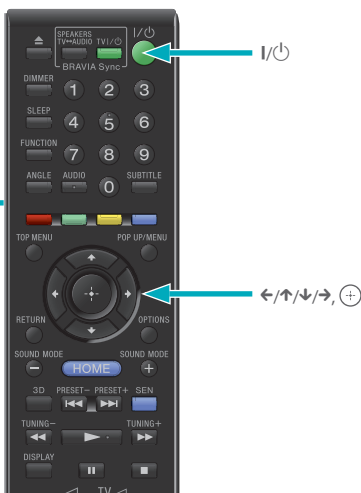 SPEAKERS
TV↔AUDIO TV I/⏻ I/⏻
BRAVIA Sync
I/⏻
DIMMER
1 2 3
SLEEP
4 5 6
FUNCTION
7 8 9
ANGLE AUDIO SUBTITLE
0
TOP MENU POP UP/MENU
←/↑/↓/→,
RETURN OPTIONS
SOUND MODE SOUND MODE
– HOME +
3D PRESET– PRESET+ SEN
TUNING– TUNING+
DISPLAY
TV